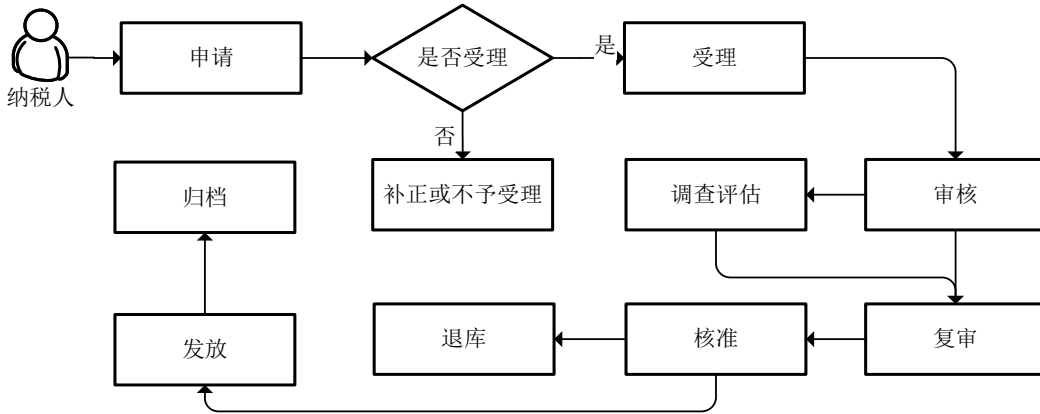 纳税人
申请
是否受理
是
受理
否
补正或不予受理
归档
调查评估
审核
发放
退库
核准
复审